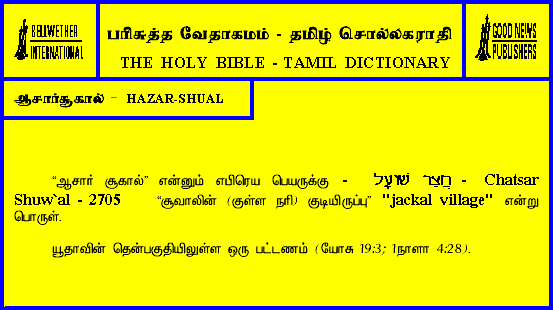 BELLWETHER
INTERNATIONAL
பரிசுத்த வேதாகமம் - தமிழ் சொல்லகராதி
THE HOLY BIBLE - TAMIL DICTIONARY
GOOD NEWS
PUBLISHERS
ஆசார்சூகால் – HAZAR-SHUAL
“ஆசார் சூகால்” என்னும் எபிரெய பெயருக்கு - חֲצַר שׁוּעָל - Chatsar
Shuw`al - 2705 “சூவாலின் (குள்ள நரி) குடியிருப்பு” "jackal village" என்று
பொருள்.
யூதாவின் தென்பகுதியிலுள்ள ஒரு பட்டணம் (யோசு 19:3; 1நாளா 4:28).